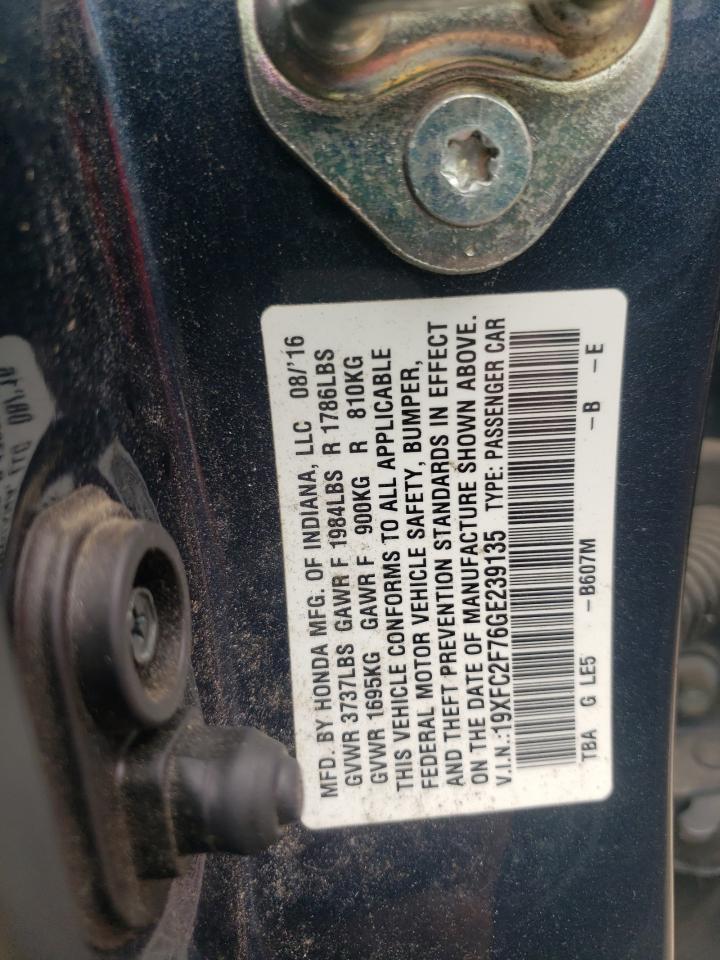 MFD. BY HONDA MFG. OF INDIANA, LLC 08/'16
GVWR 3737LBS GAWR F 1984LBS R 1786LBS
GVWR 1695KG GAWR F 900KG R 810KG
THIS VEHICLE CONFORMS TO ALL APPLICABLE
FEDERAL MOTOR VEHICLE SAFETY, BUMPER,
AND THEFT PREVENTION STANDARDS IN EFFECT
ON THE DATE OF MANUFACTURE SHOWN ABOVE.
V.I.N.:19XFC2F76GE239135 TYPE: PASSENGER CAR
TBA G LE5 -B607M -B -E